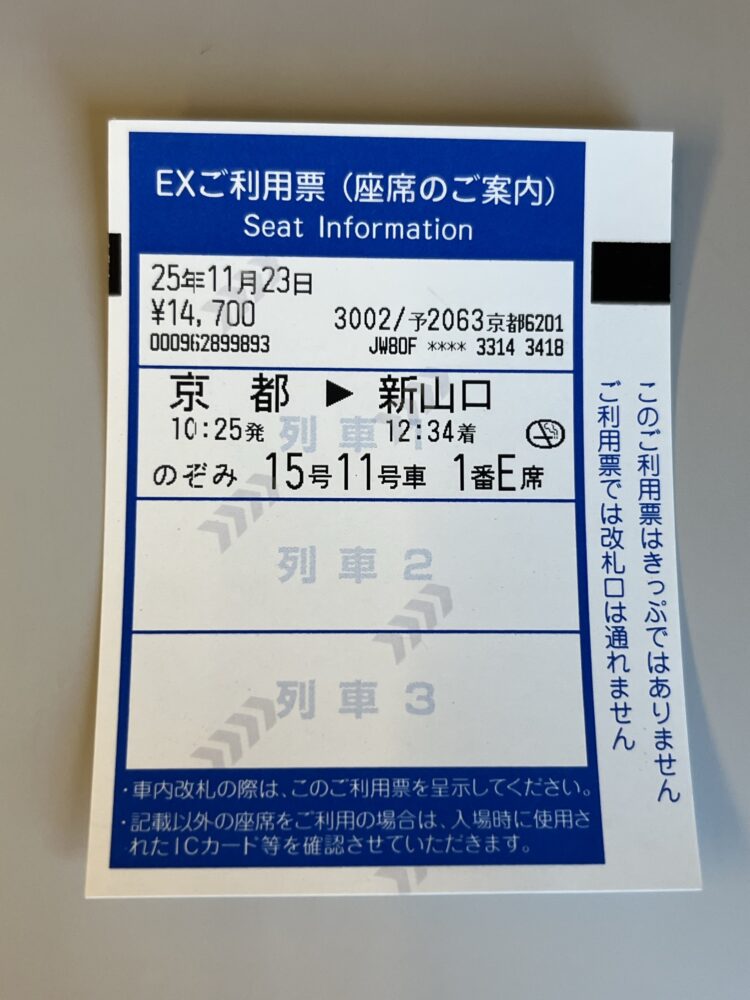 EXご利用票（座席のご案内）
Seat Information
25年11月23日
¥14,700
3002/予2063京都6201
000962899893
JW80F **** 3314 3418
京都 ▶ 新山口
10:25発
12:34着
列車1
のぞみ 15号11号車 1番E席
列車2
列車3
・車内改札の際は、このご利用票を呈示してください。
・記載以外の座席をご利用の場合は、入場時に使用さ
れたICカード等を確認させていただきます。
このご利用票はきっぷではありません
ご利用票では改札口は通れません